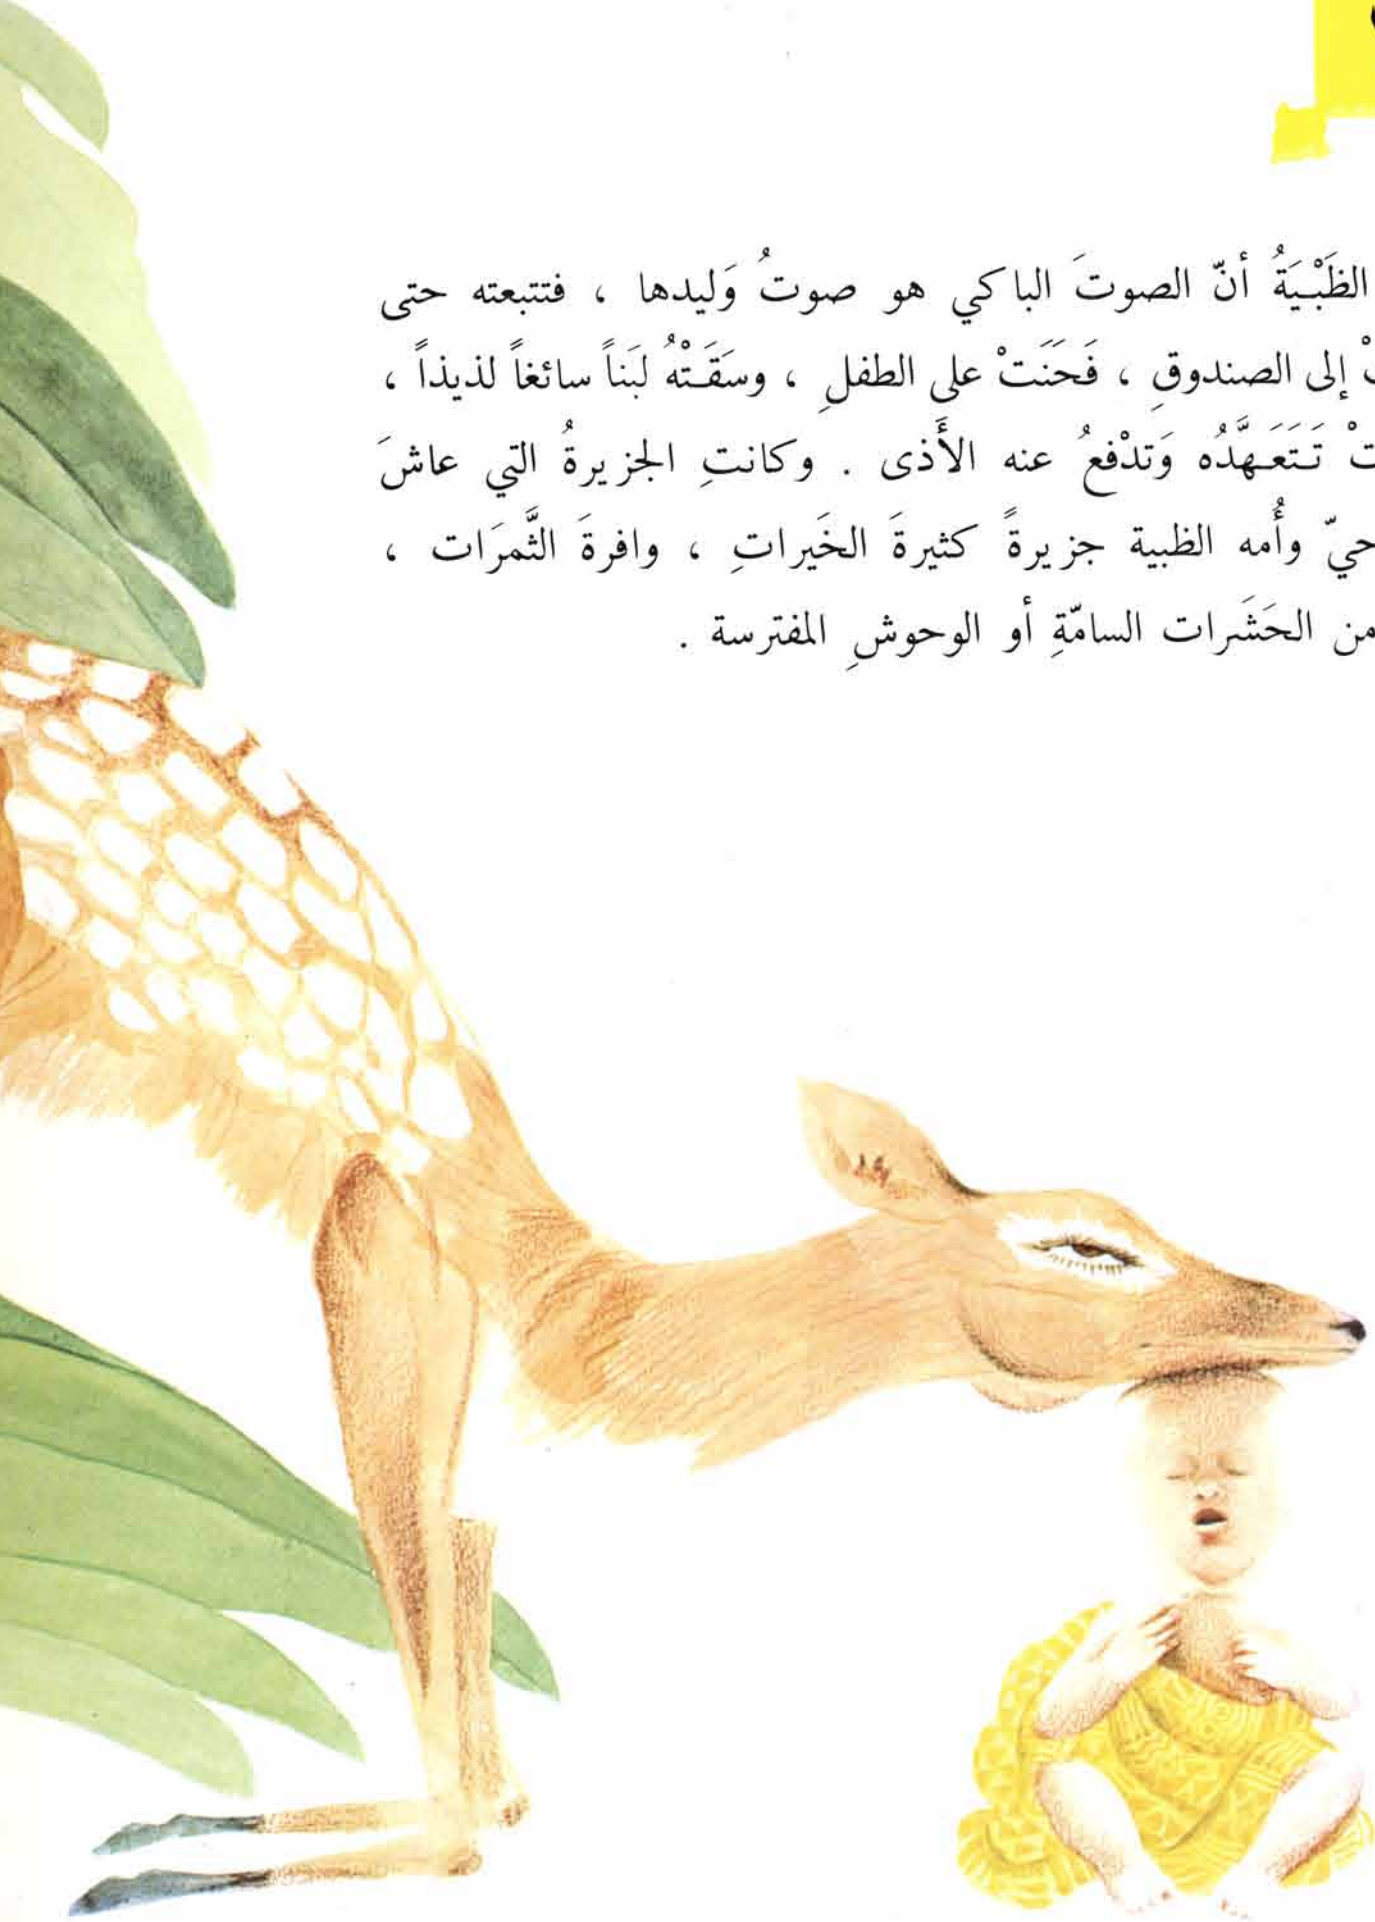 الظَبْيَةُ أنّ الصوتَ الباكي هو صوتُ وَليدها ، فتتبعته حتى
إلى الصندوقِ ، فَحَنَتْ على الطفلِ ، وسَقَتْهُ لبَناً سائغاً لذيذاً ،
تَتَعَهَّدُه وَتدْفعُ عنه الأَذى . وكانتِ الجزيرةُ التي عاشَ
حيّ وأُمه الظبية جزيرةً كثيرةَ الخَيراتِ ، وافرةَ الثَّمرَات ،
من الحَشَرات السامّةِ أو الوحوشِ المفترسة .